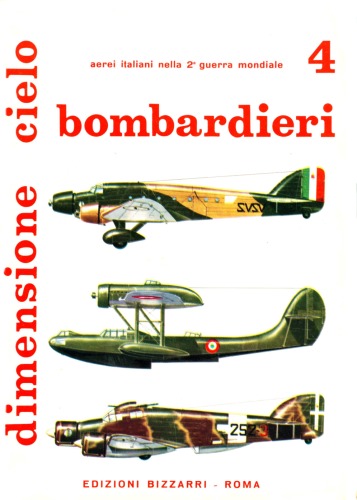 aerei italiani nella 2ª guerra mondiale
4
bombardieri
dimensione cielo
EDIZIONI BIZZARRI - ROMA